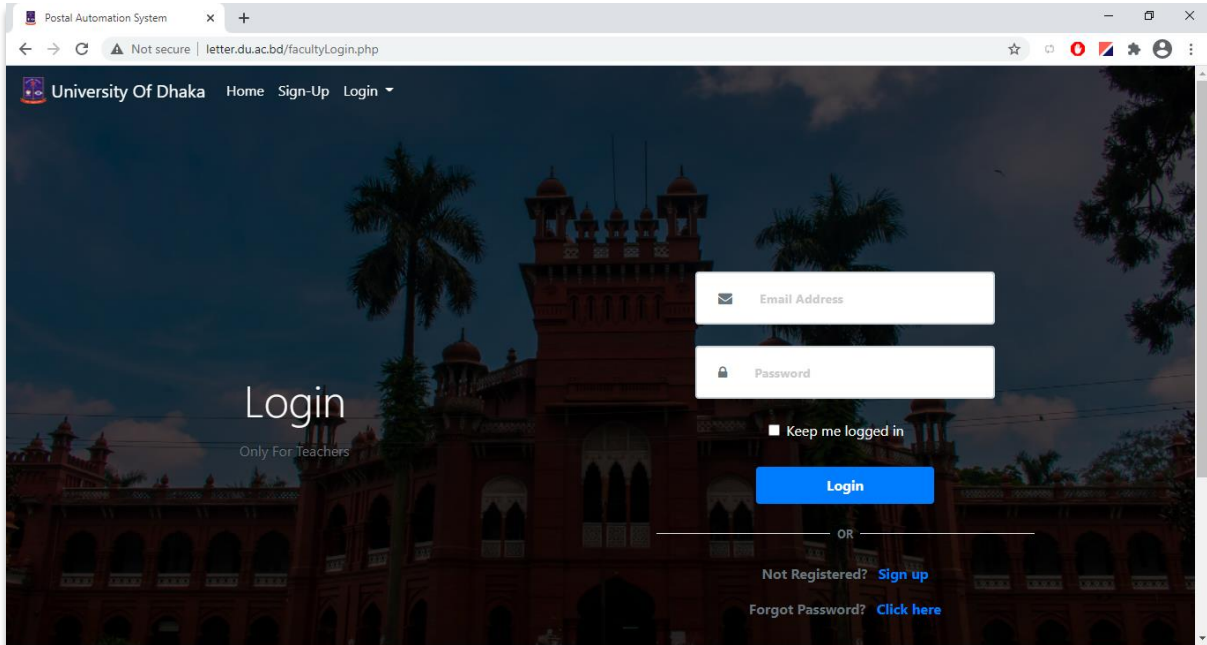 Postal Automation System
Not secure | letter.du.ac.bd/facultyLogin.php
University Of Dhaka Home Sign-Up Login
Email Address
Password
Login
Only For Teachers
Keep me logged in
Login
OR
Not Registered? Sign up
Forgot Password? Click here